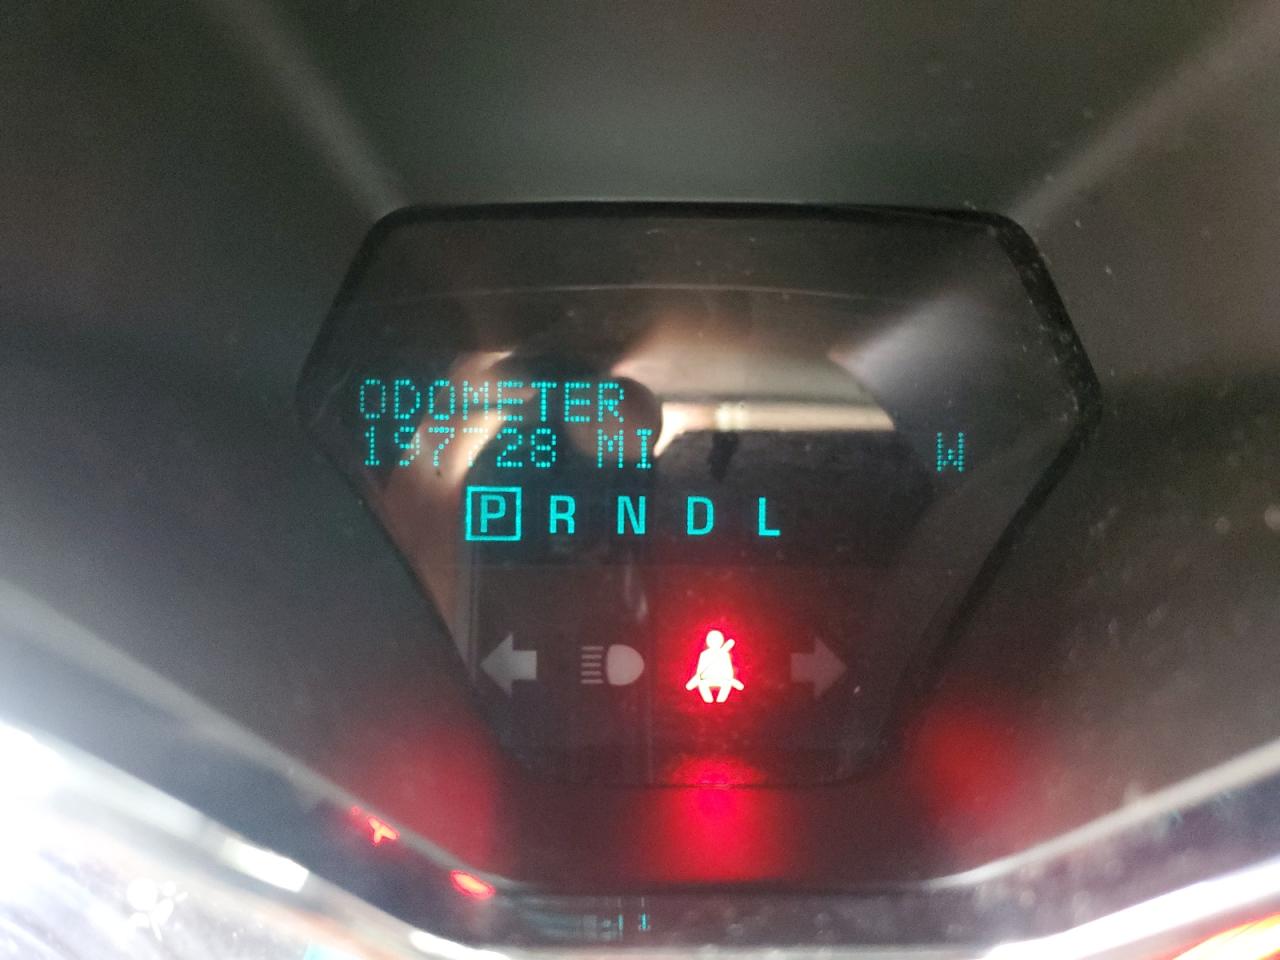 ODOMETER
197728 MI W
P R N D L